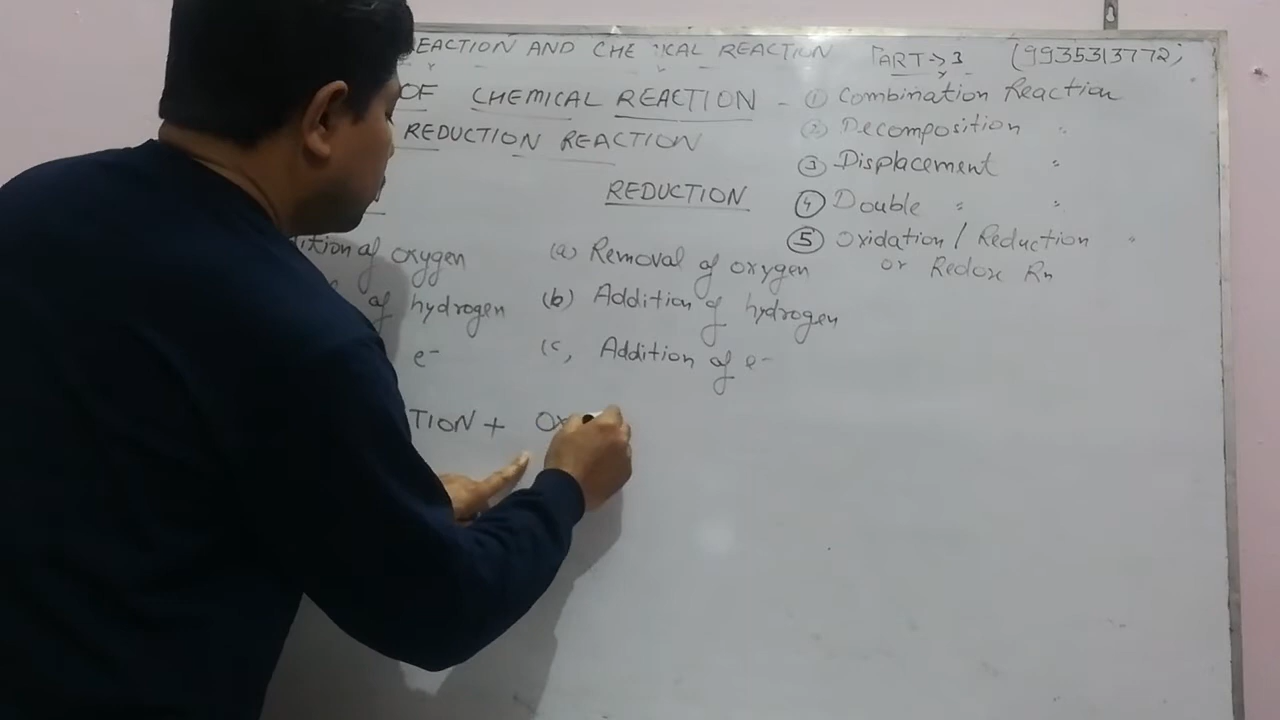 EACTION AND CHEMICAL REACTION PART → 3 (9935313772)
OF CHEMICAL REACTION - ① Combination Reaction
REDUCTION REACTION ② Decomposition "
③ Displacement "
REDUCTION ④ Double " "
ition of oxygen (a) Removal of oxygen ⑤ Oxidation / Reduction "
or Redox Rn
of hydrogen (b) Addition of hydrogen
e⁻ (c, Addition of e⁻
TION + OX